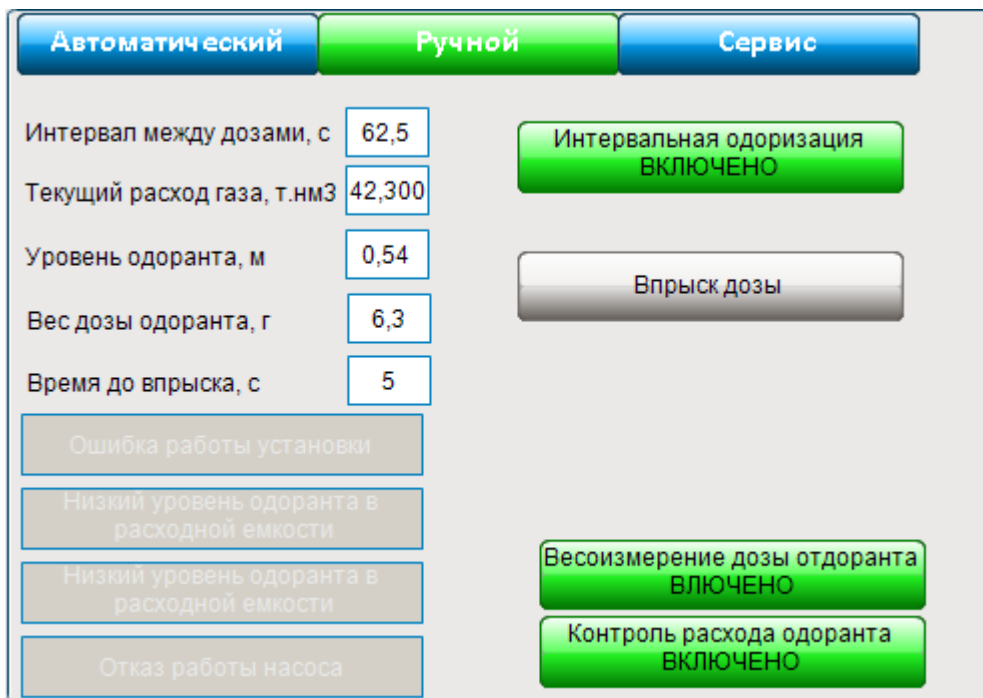 Автоматический
Ручной
Сервис
Интервал между дозами, с 62,5
Интервальная одоризация
ВКЛЮЧЕНО
Текущий расход газа, т.нм3 42,300
Уровень одоранта, м 0,54
Впрыск дозы
Вес дозы одоранта, г 6,3
Время до впрыска, с 5
Ошибка работы установки
Низкий уровень одоранта в
расходной емкости
Низкий уровень одоранта в
расходной емкости
Отказ работы насоса
Весоизмерение дозы отдоранта
ВЛЮЧЕНО
Контроль расхода одоранта
ВКЛЮЧЕНО